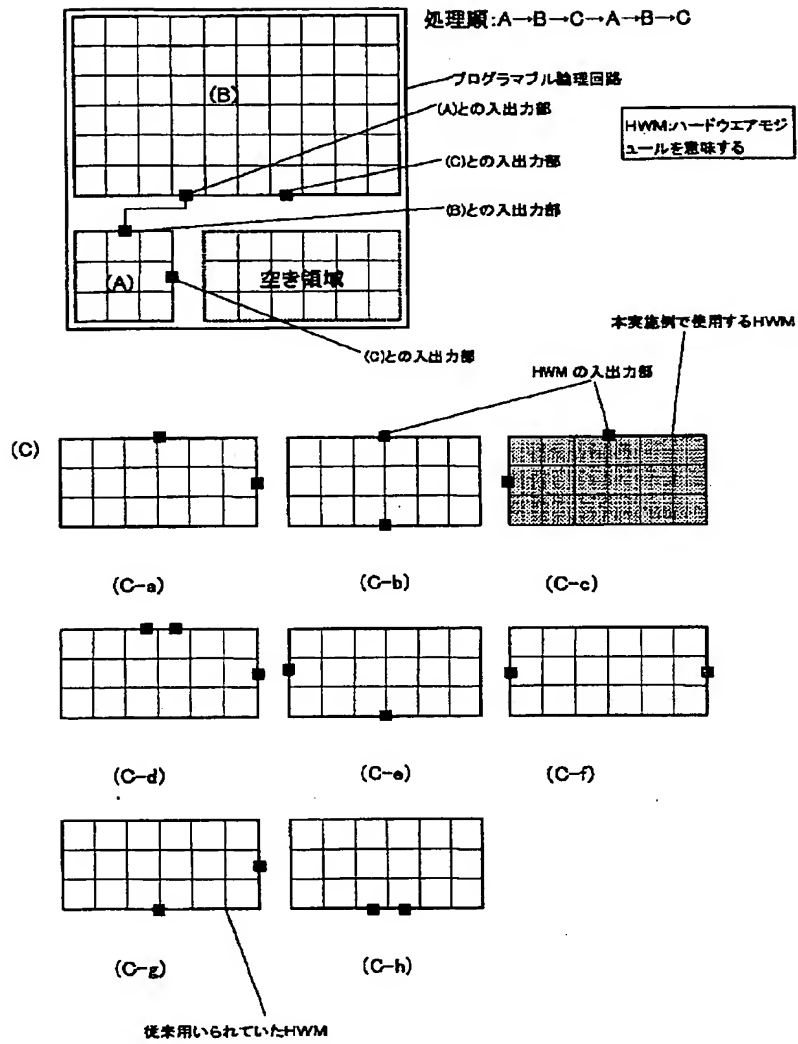 処理順:A→B→C→A→B→C
プログラマブル論理回路
(B)
(A)との入出力部
HWM:ハードウエアモジ
ュールを意味する
(C)との入出力部
(B)との入出力部
(A)
空き領域
(C)との入出力部
本実施例で使用するHWM
HWM の入出力部
(C)
(C-a)
(C-b)
(C-c)
(C-d)
(C-e)
(C-f)
(C-g)
(C-h)
従来用いられていたHWM